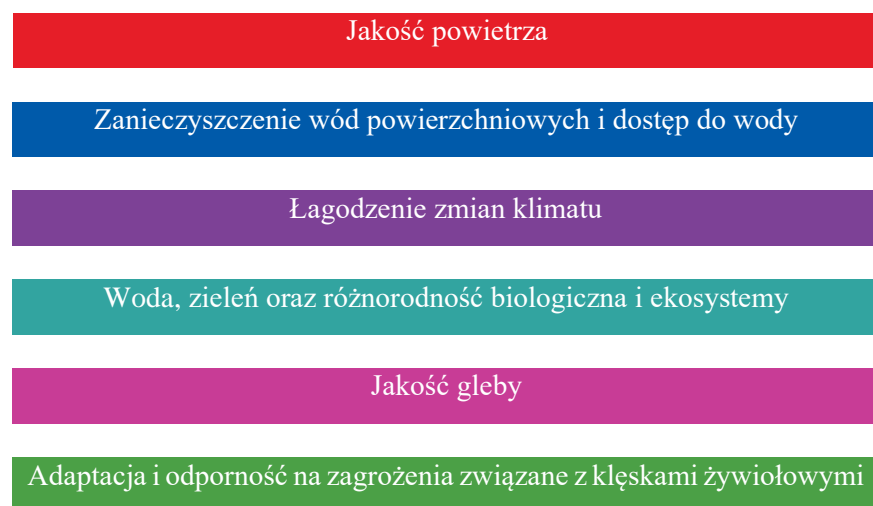 Jakość powietrza
Zanieczyszczenie wód powierzchniowych i dostęp do wody
Łagodzenie zmian klimatu
Woda, zieleń oraz różnorodność biologiczna i ekosystemy
Jakość gleby
Adaptacja i odporność na zagrożenia związane z klęskami żywiołowymi